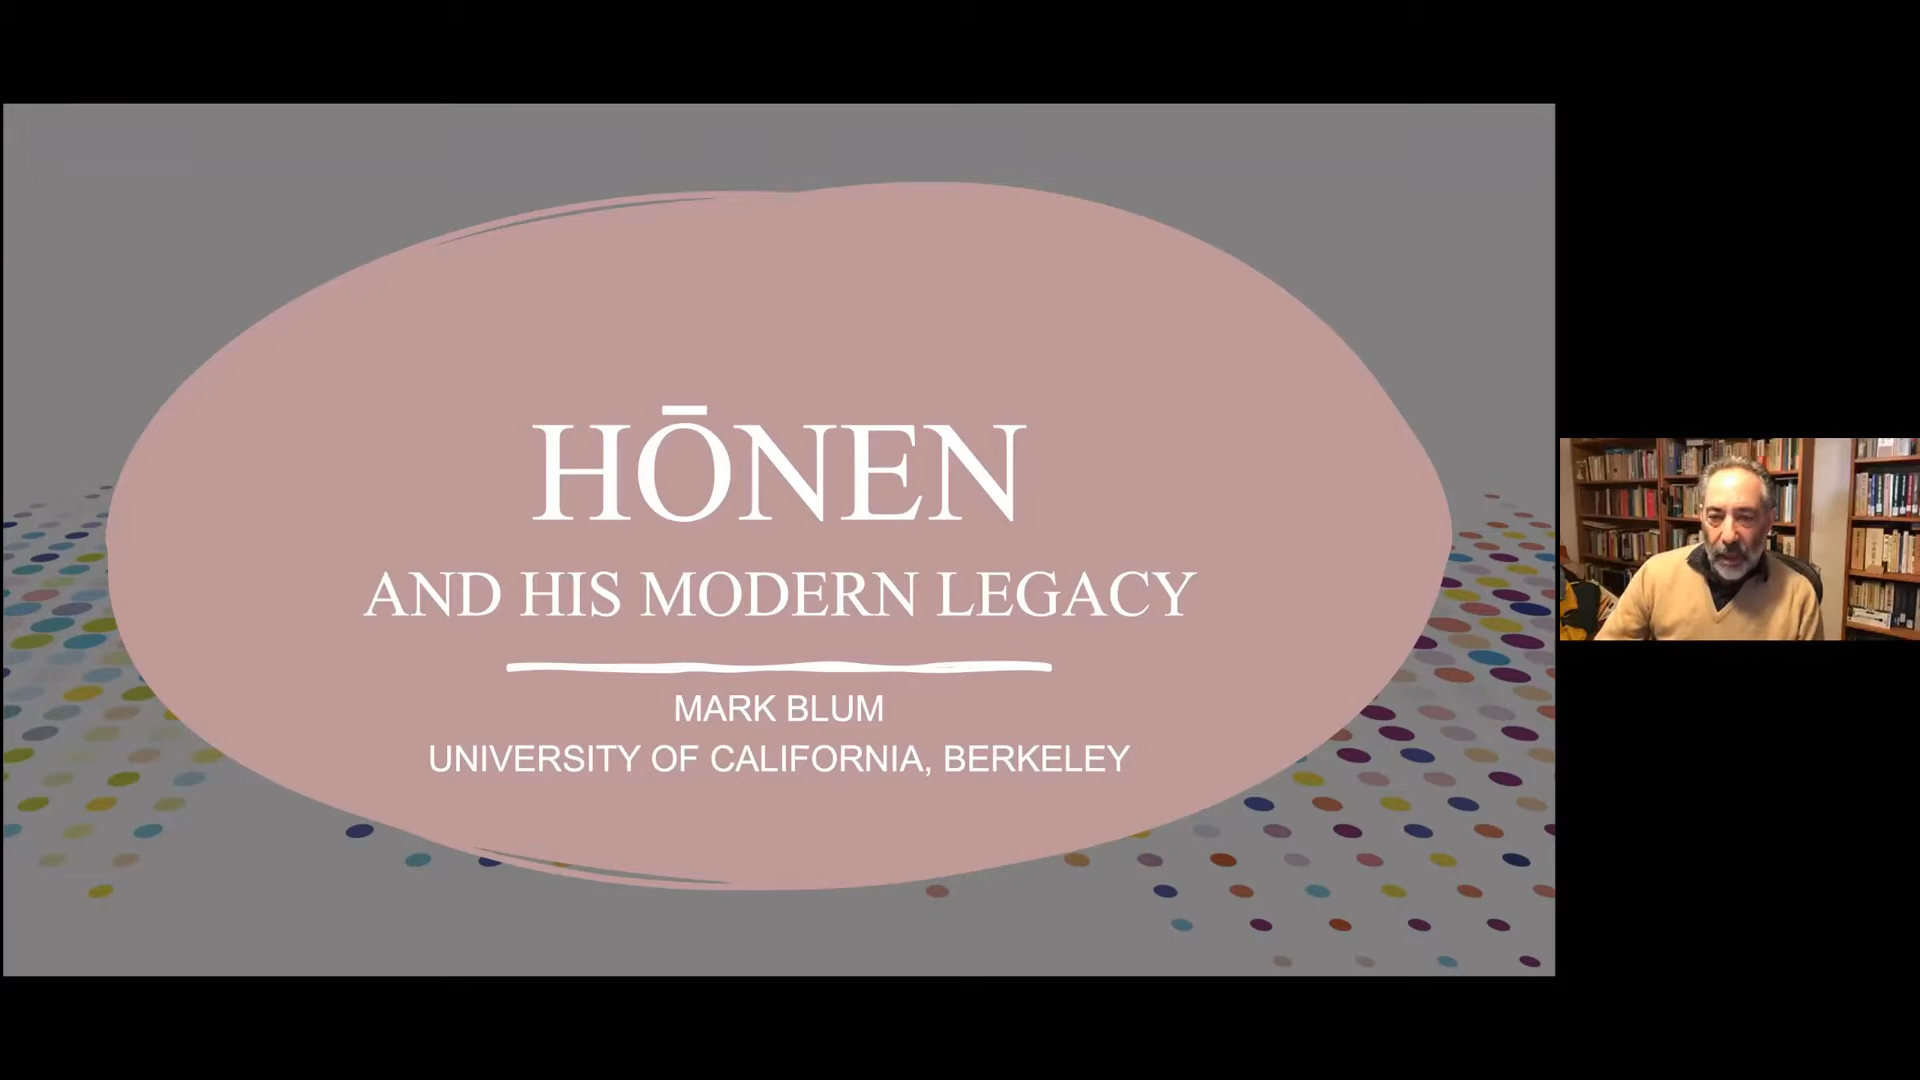 HŌNEN
AND HIS MODERN LEGACY
MARK BLUM
UNIVERSITY OF CALIFORNIA, BERKELEY